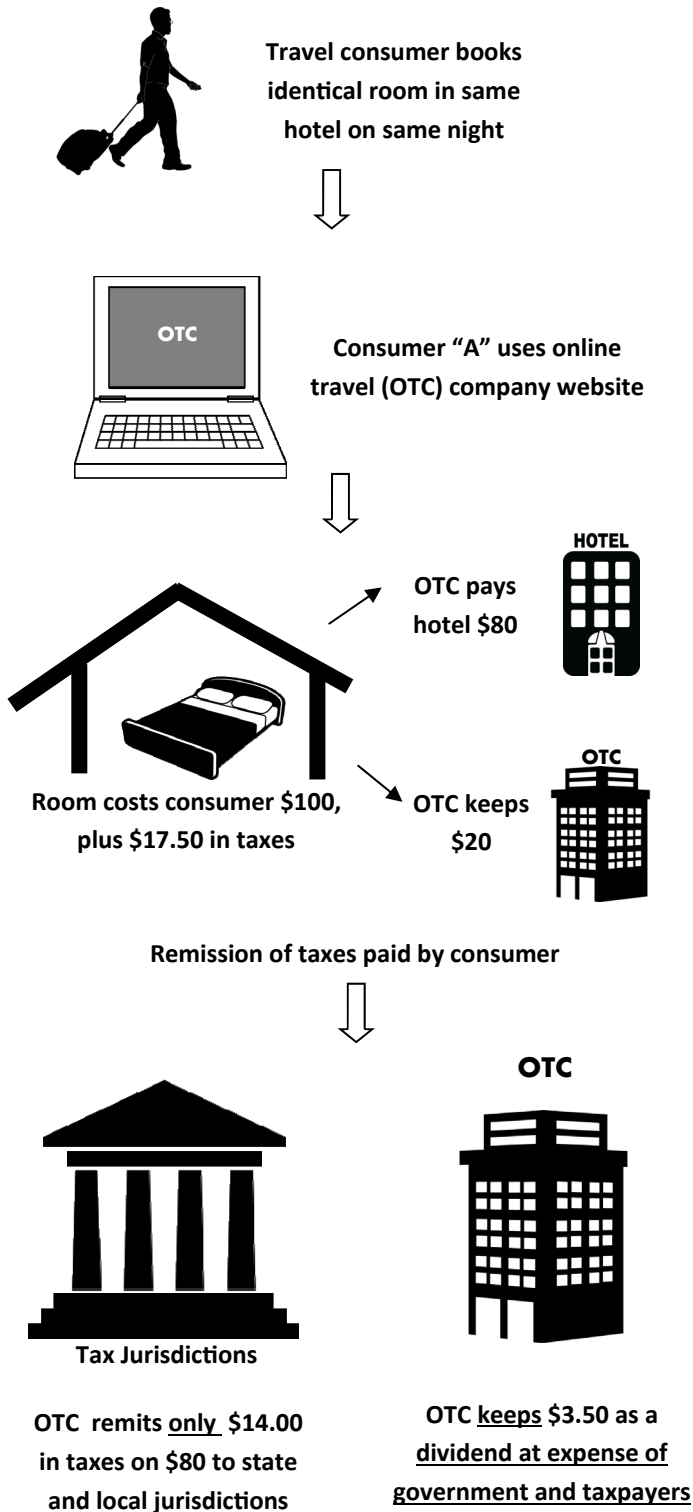 Travel consumer books
identical room in same
hotel on same night
OTC
Consumer “A” uses online
travel (OTC) company website
HOTEL
OTC pays
hotel $80
OTC
OTC keeps
$20
Room costs consumer $100,
plus $17.50 in taxes
Remission of taxes paid by consumer
OTC
Tax Jurisdictions
OTC remits only $14.00
in taxes on $80 to state
and local jurisdictions
OTC keeps $3.50 as a
dividend at expense of
government and taxpayers